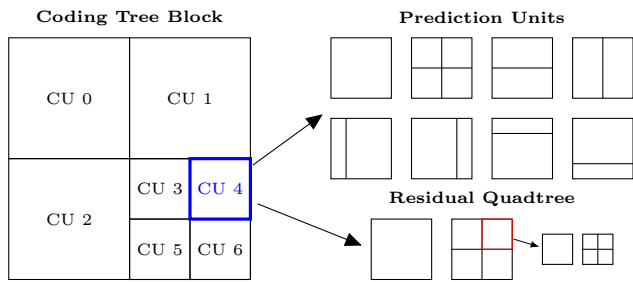 Coding Tree Block
Prediction Units
CU 0
CU 1
CU 3
CU 4
CU 2
CU 5
CU 6
Residual Quadtree